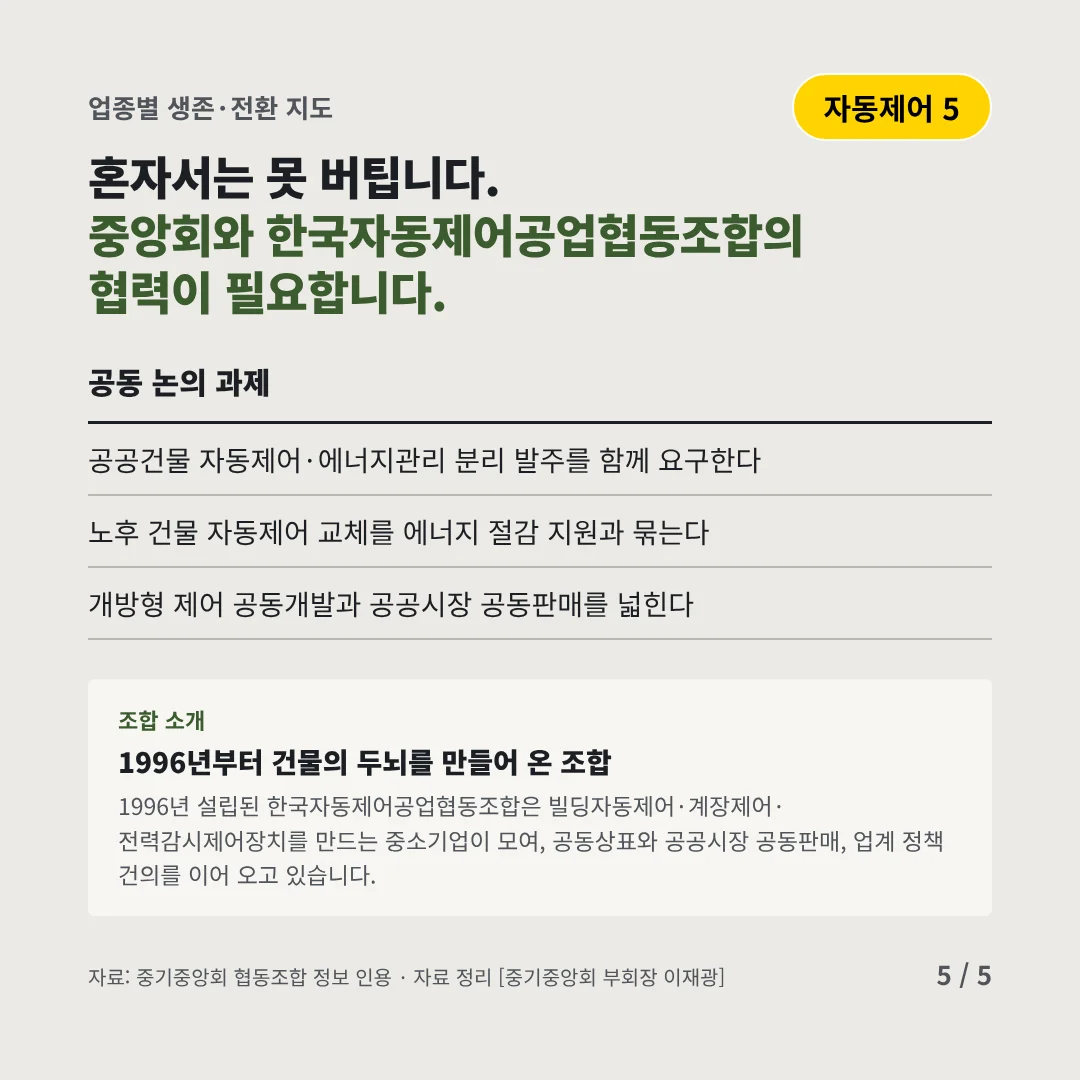 업종별 생존·전환 지도
자동제어 5
혼자서는 못 버팁니다.
중앙회와 한국자동제어공업협동조합의
협력이 필요합니다.
공동 논의 과제
공공건물 자동제어·에너지관리 분리 발주를 함께 요구한다
노후 건물 자동제어 교체를 에너지 절감 지원과 묶는다
개방형 제어 공동개발과 공공시장 공동판매를 넓힌다
조합 소개
1996년부터 건물의 두뇌를 만들어 온 조합
1996년 설립된 한국자동제어공업협동조합은 빌딩자동제어·계장제어·
전력감시제어장치를 만드는 중소기업이 모여, 공동상표와 공공시장 공동판매, 업계 정책
건의를 이어 오고 있습니다.
자료: 중기중앙회 협동조합 정보 인용 · 자료 정리 [중기중앙회 부회장 이재광]
5 / 5